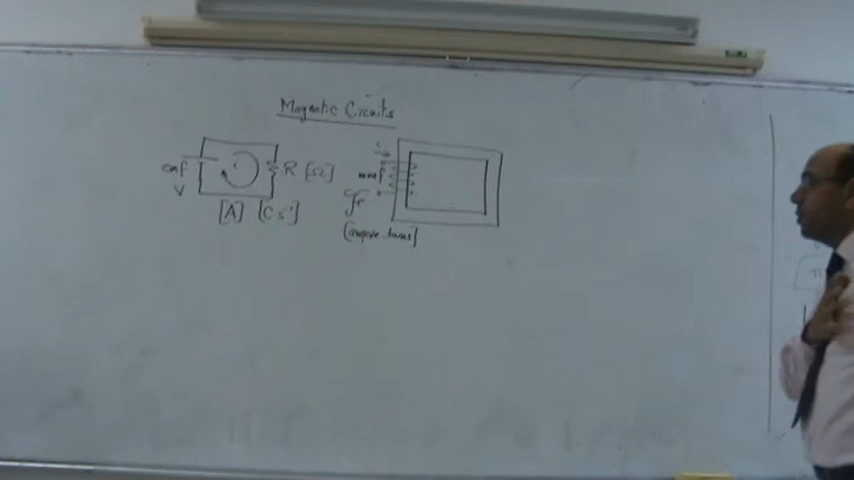 Magnetic Circuits
emf
V
i
R [Ω]
[A] [C s⁻¹]
i
mmf
[ampere-turns]